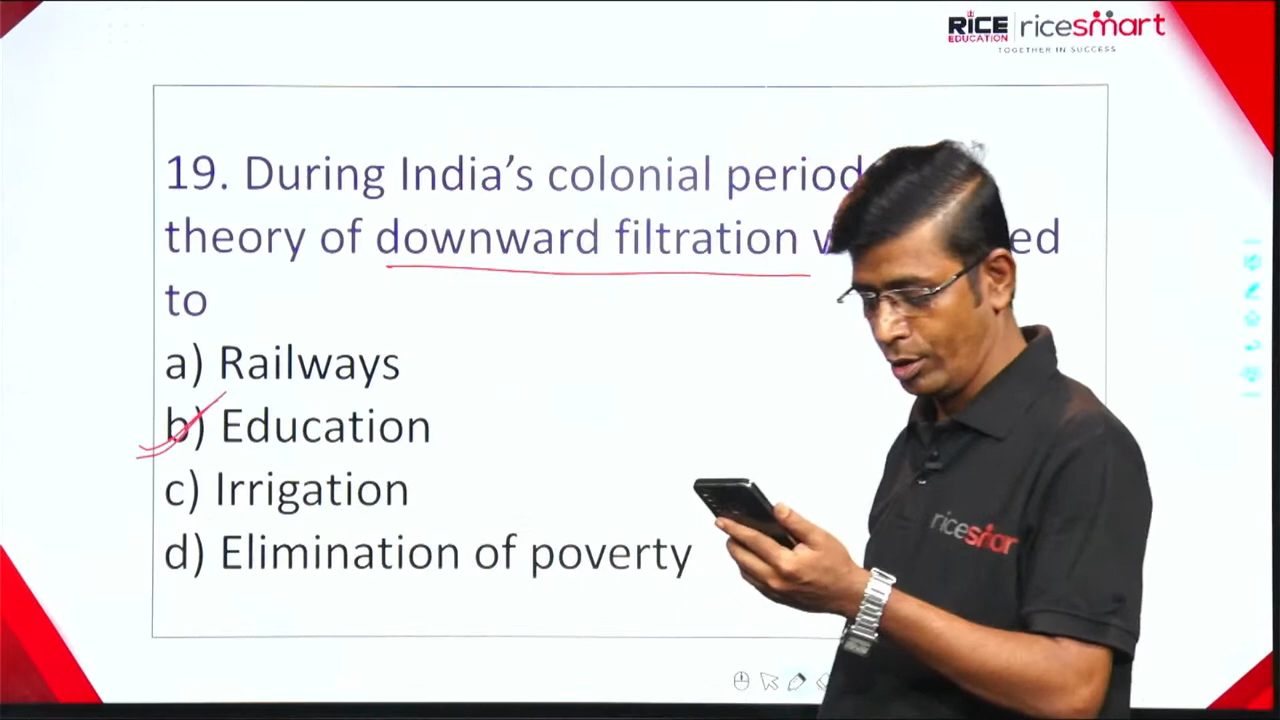 RICE EDUCATION ricesmart
TOGETHER IN SUCCESS
19. During India's colonial period
theory of downward filtration
to
a) Railways
b) Education
c) Irrigation
d) Elimination of poverty
ricesmart